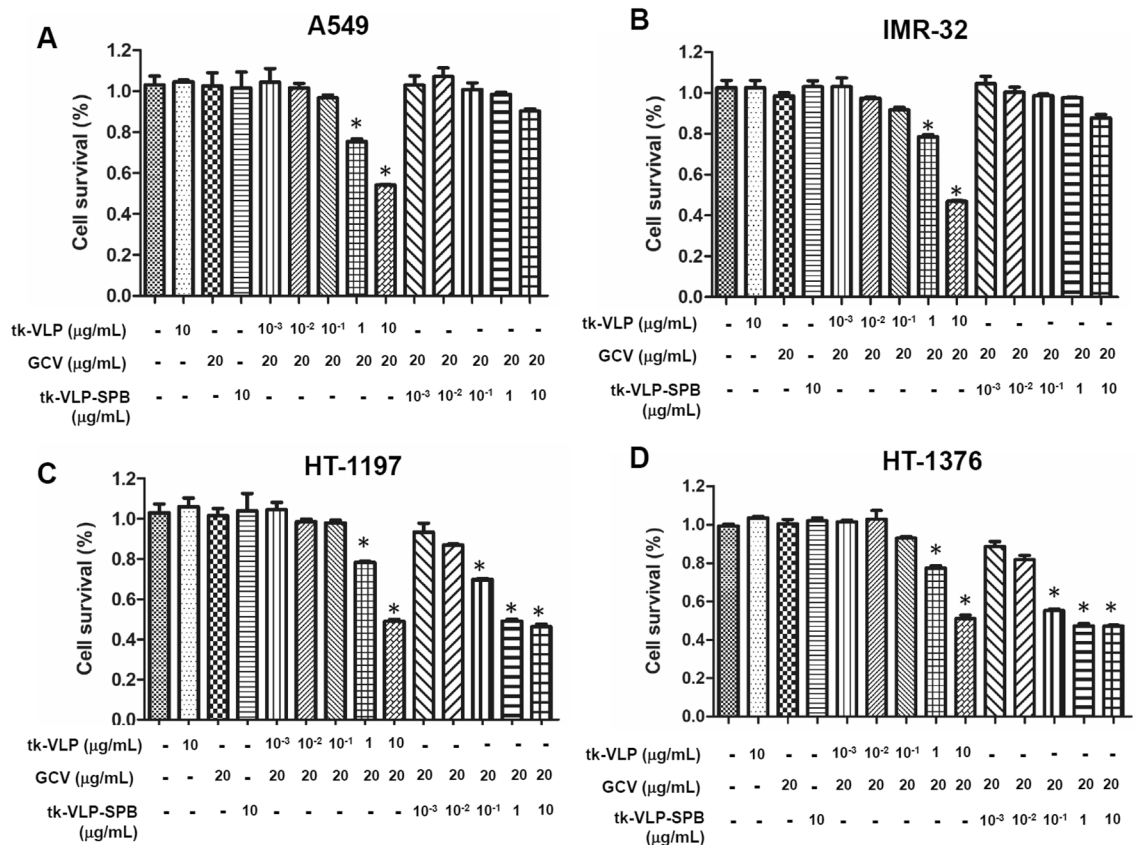 A
A549
Cell survival (%)
1.2
1.0
0.8
0.6
0.4
0.2
0.0
* *
tk-VLP (μg/mL) - 10 - - 10⁻³ 10⁻² 10⁻¹ 1 10 - - - - -
GCV (μg/mL) - - 20 - 20 20 20 20 20 20 20 20 20 20
tk-VLP-SPB - - - 10 - - - - - 10⁻³ 10⁻² 10⁻¹ 1 10
(μg/mL)
B
IMR-32
Cell survival (%)
1.2
1.0
0.8
0.6
0.4
0.2
0.0
* *
tk-VLP (μg/mL) - 10 - - 10⁻³ 10⁻² 10⁻¹ 1 10 - - - - -
GCV (μg/mL) - - 20 - 20 20 20 20 20 20 20 20 20 20
tk-VLP-SPB - - - 10 - - - - - 10⁻³ 10⁻² 10⁻¹ 1 10
(μg/mL)
C
HT-1197
Cell survival (%)
1.2
1.0
0.8
0.6
0.4
0.2
0.0
* * * * *
tk-VLP (μg/mL) - 10 - - 10⁻³ 10⁻² 10⁻¹ 1 10 - - - - -
GCV (μg/mL) - - 20 - 20 20 20 20 20 20 20 20 20 20
tk-VLP-SPB - - - 10 - - - - - 10⁻³ 10⁻² 10⁻¹ 1 10
(μg/mL)
D
HT-1376
Cell survival (%)
1.2
1.0
0.8
0.6
0.4
0.2
0.0
* * * * *
tk-VLP (μg/mL) - 10 - - 10⁻³ 10⁻² 10⁻¹ 1 10 - - - - -
GCV (μg/mL) - - 20 - 20 20 20 20 20 20 20 20 20 20
tk-VLP-SPB - - - 10 - - - - - 10⁻³ 10⁻² 10⁻¹ 1 10
(μg/mL)